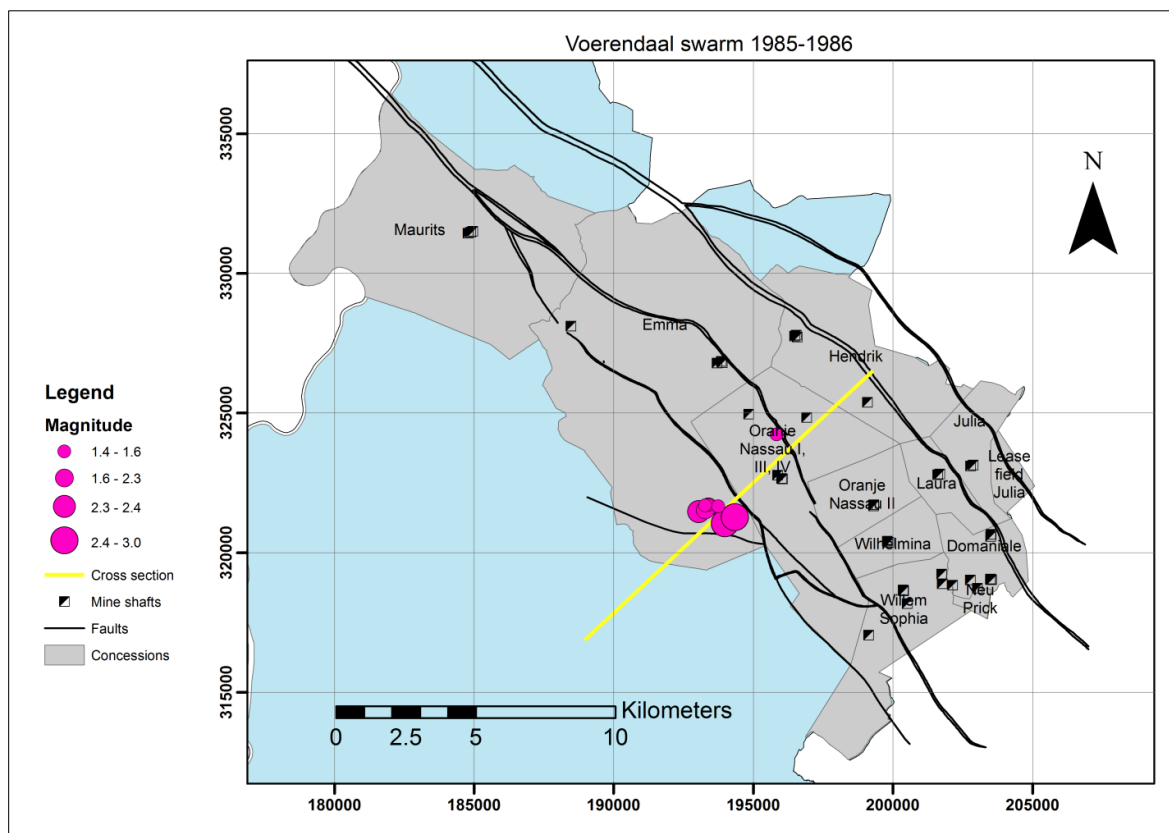 Voerendaal swarm 1985-1986
335000
330000
325000
320000
315000
N
Maurits
Emma
Hendrik
Julia
Oranje
Nassau I,
III, IV
Lease
field
Julia
Oranje
Nassau II
Laura
Wilhelmina
Domaniale
Willem
Sophia
Neu
Prick
Legend
Magnitude
1.4 - 1.6
1.6 - 2.3
2.3 - 2.4
2.4 - 3.0
Cross section
Mine shafts
Faults
Concessions
Kilometers
0 2.5 5 10
180000 185000 190000 195000 200000 205000